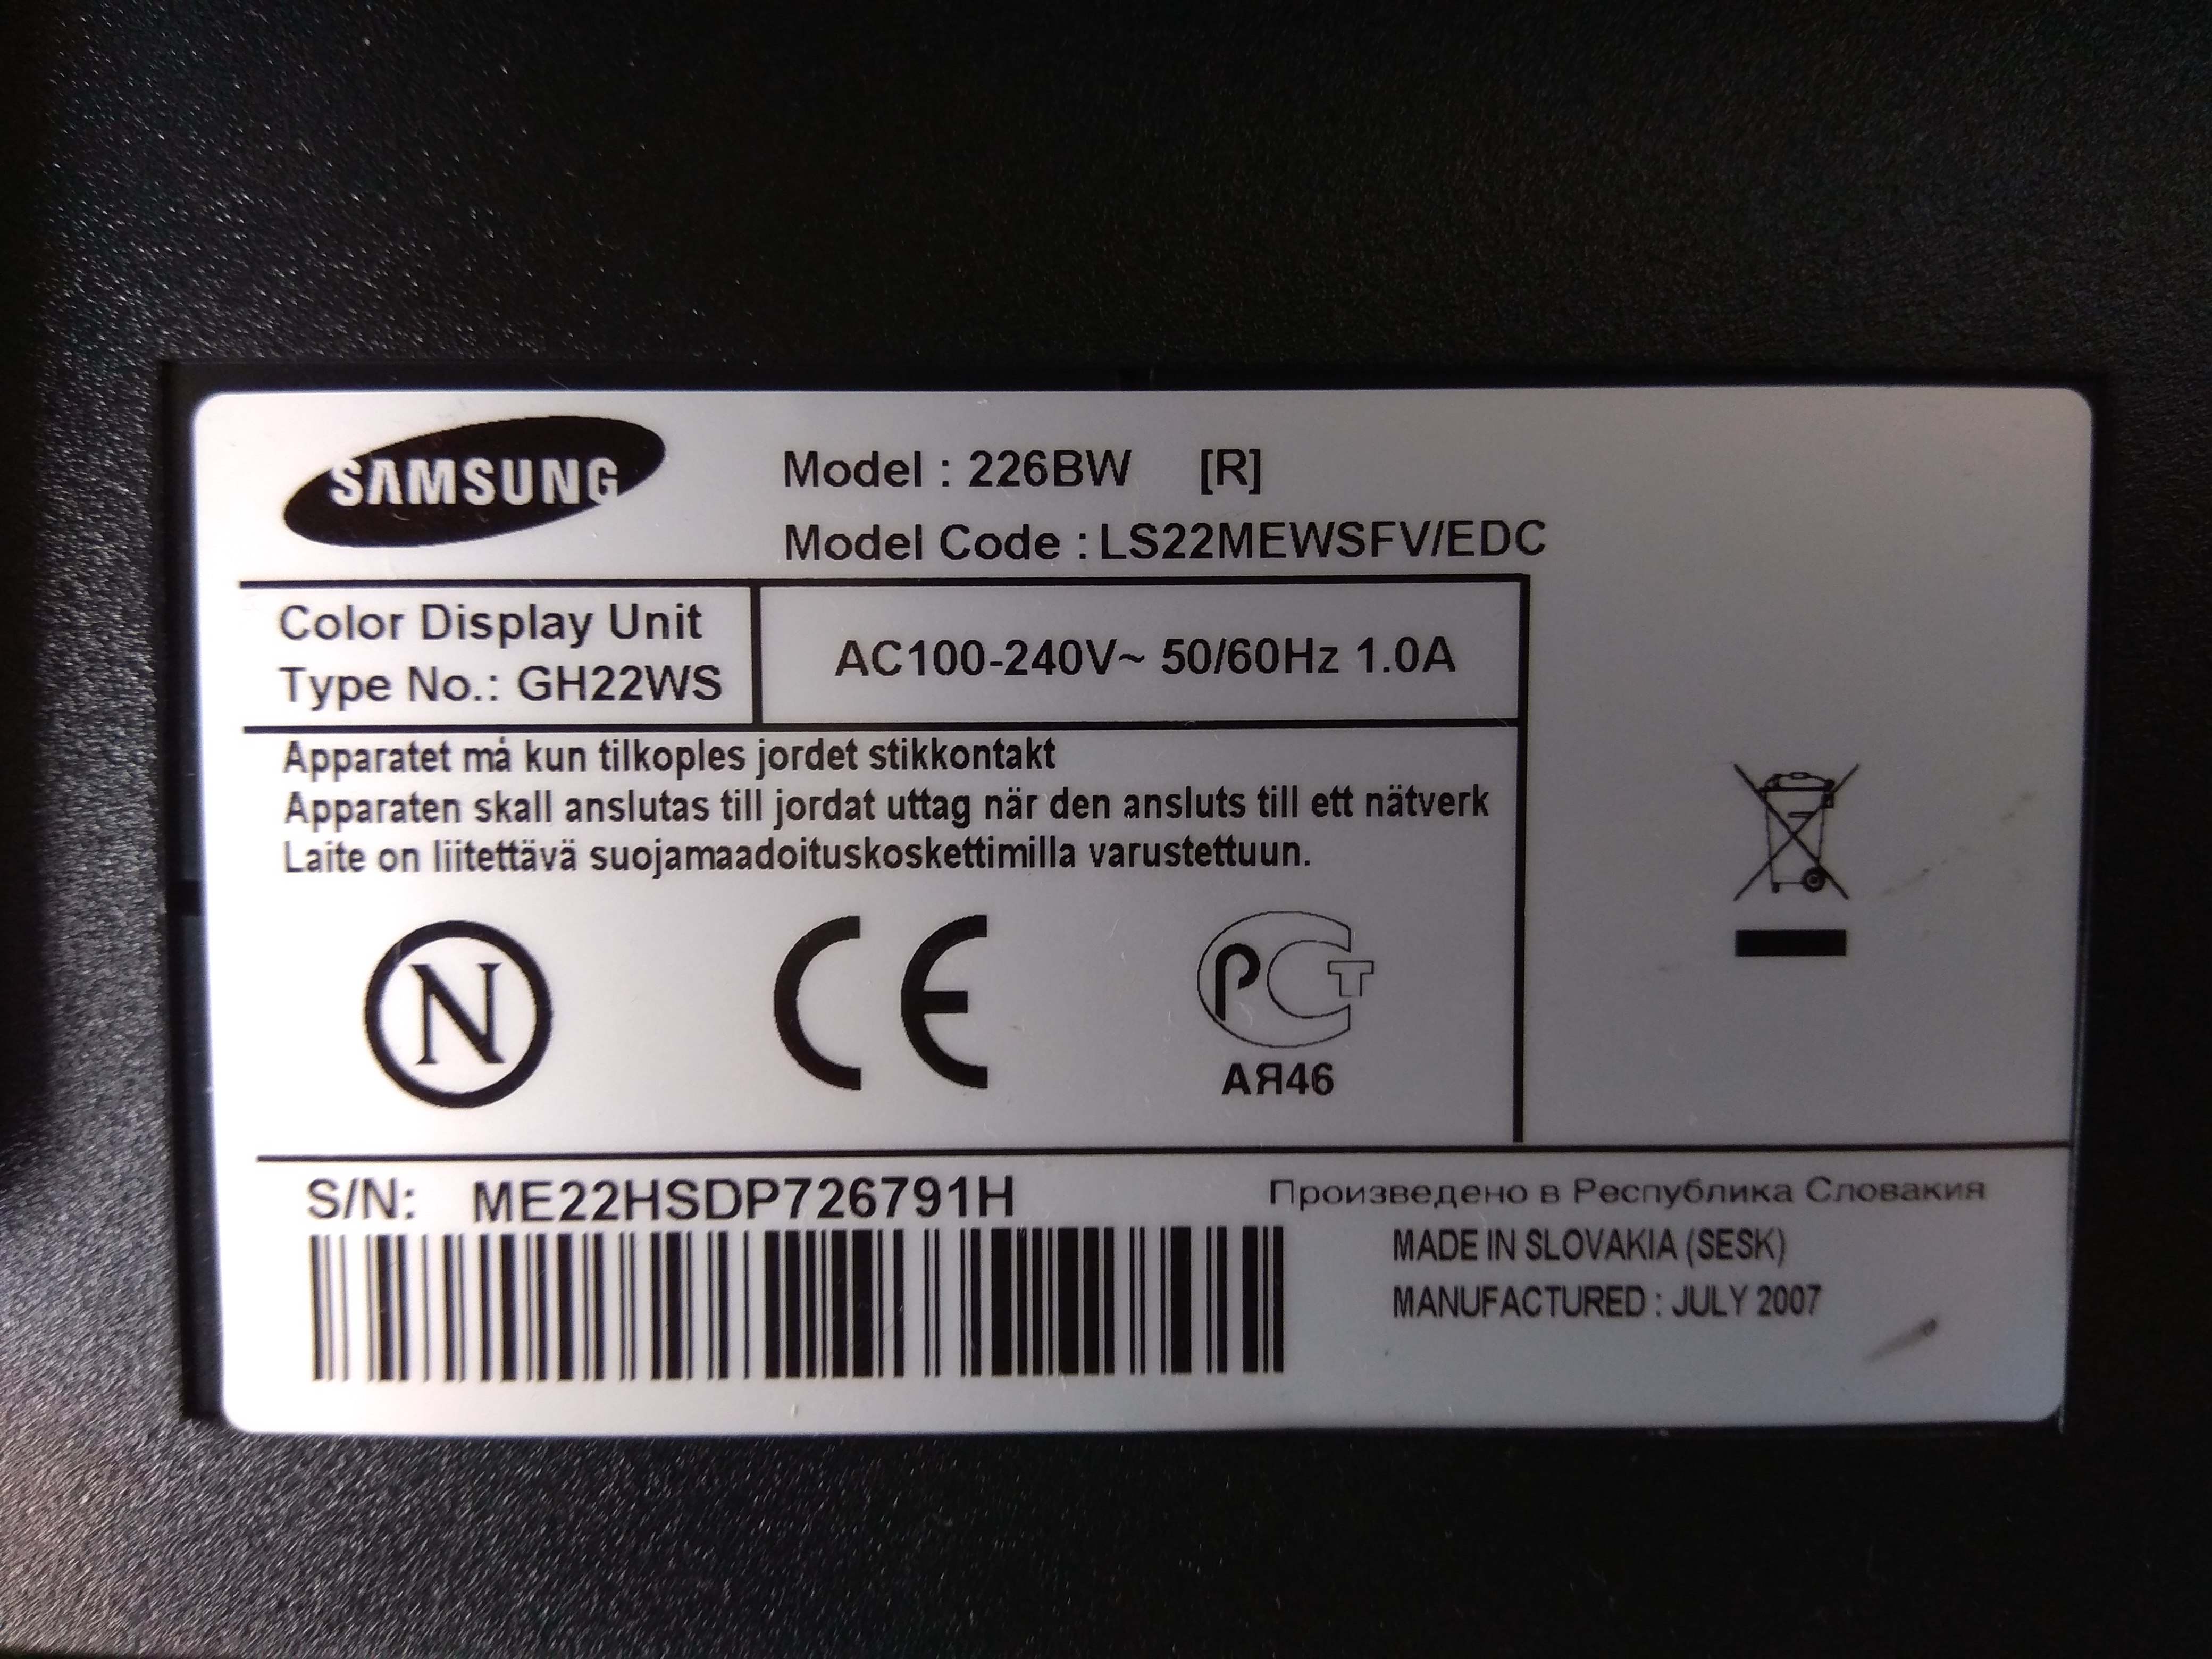 SAMSUNG
Model : 226BW [R]
Model Code : LS22MEWSFV/EDC
Color Display Unit
Type No.: GH22WS
AC100-240V~ 50/60Hz 1.0A
Apparatet må kun tilkoples jordet stikkontakt
Apparaten skall anslutas till jordat uttag när den ansluts till ett nätverk
Laite on liitettävä suojamaadoituskoskettimilla varustettuun.
N
CE
РСТ
АЯ46
S/N: ME22HSDP726791H
Произведено в Республика Словакия
MADE IN SLOVAKIA (SESK)
MANUFACTURED : JULY 2007